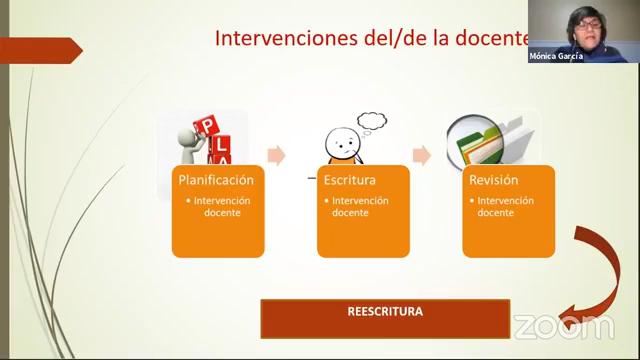 Intervenciones del/de la docente
Mónica García
P
L
A
Planificación
• Intervención
docente
Escritura
• Intervención
docente
Revisión
• Intervención
docente
REESCRITURA
zoom